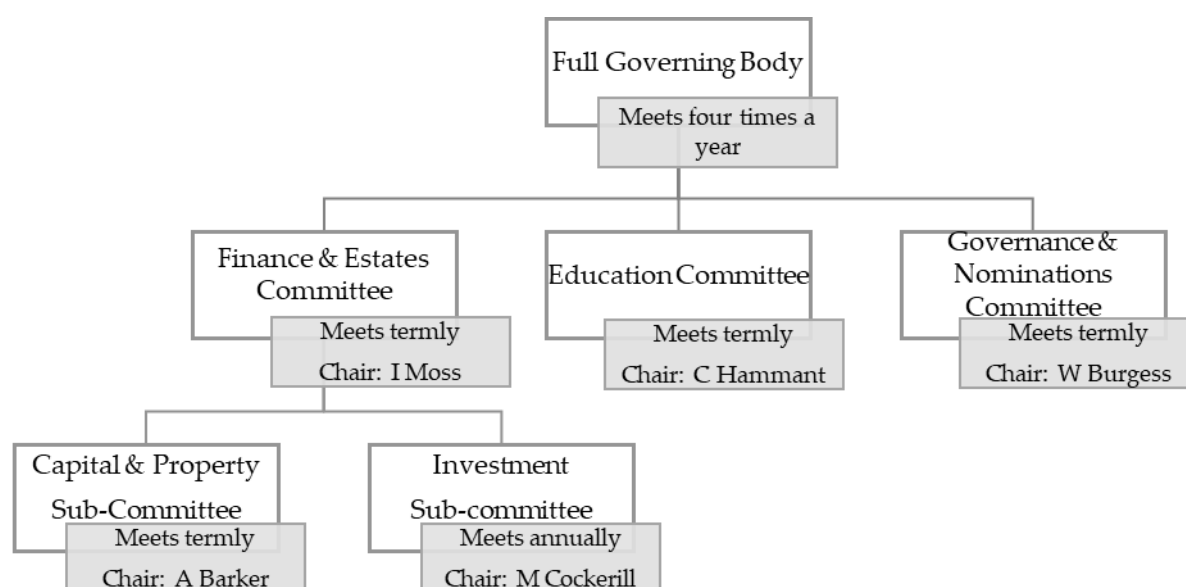 Full Governing Body
Meets four times a
year
Finance & Estates
Committee
Meets termly
Chair: I Moss
Education Committee
Meets termly
Chair: C Hammant
Governance &
Nominations
Committee
Meets termly
Chair: W Burgess
Capital & Property
Sub-Committee
Meets termly
Chair: A Barker
Investment
Sub-committee
Meets annually
Chair: M Cockerill